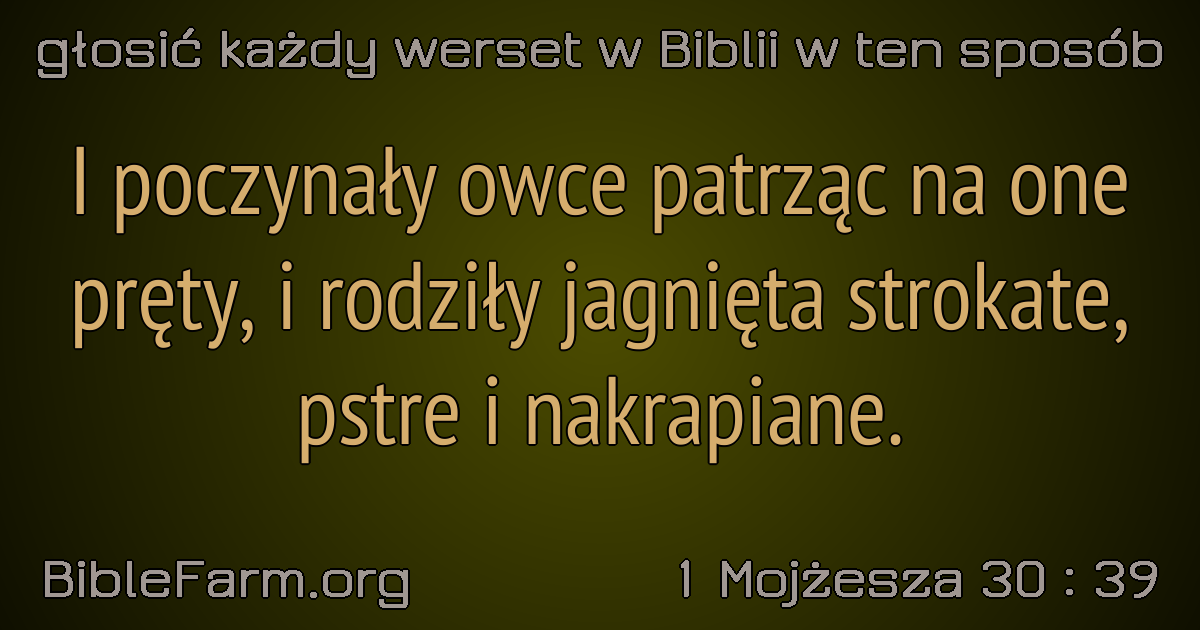 głosić każdy werset w Biblii w ten sposób
I poczynały owce patrząc na one
pręty, i rodziły jagnięta strokate,
pstre i nakrapiane.
BibleFarm.org
1 Mojżesza 30 : 39